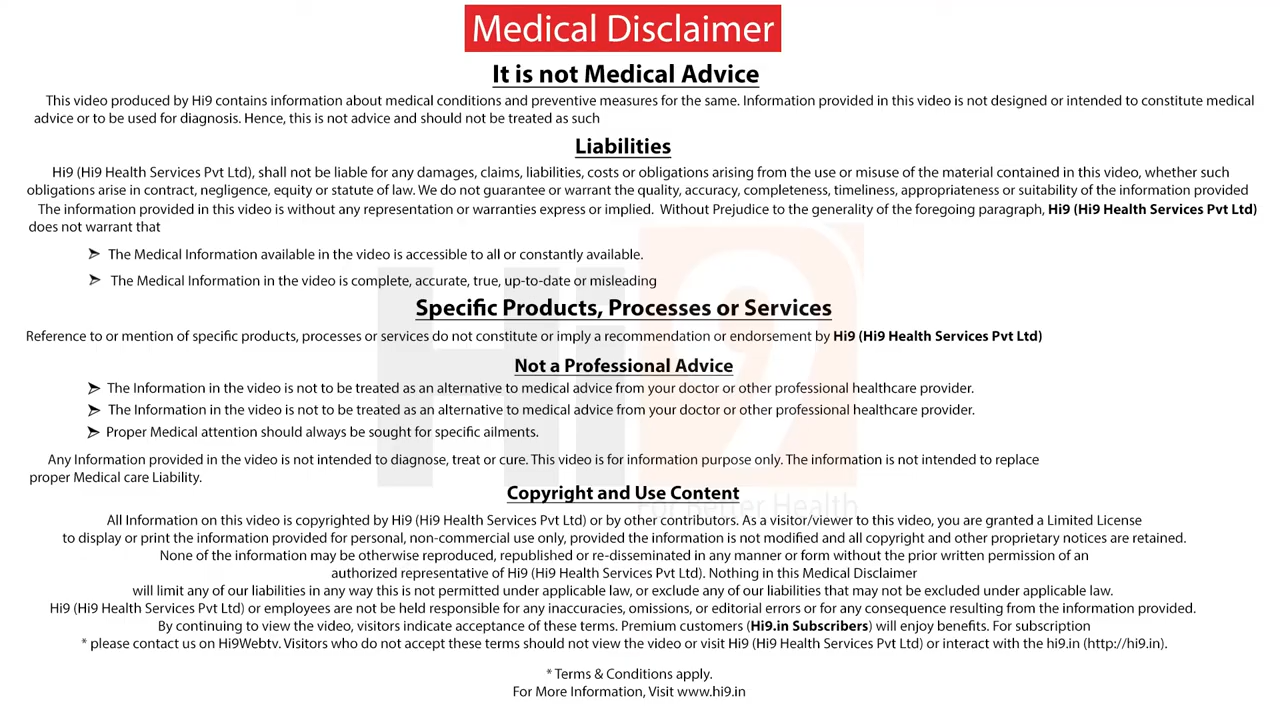 Medical Disclaimer
It is not Medical Advice
This video produced by Hi9 contains information about medical conditions and preventive measures for the same. Information provided in this video is not designed or intended to constitute medical
advice or to be used for diagnosis. Hence, this is not advice and should not be treated as such
Liabilities
Hi9 (Hi9 Health Services Pvt Ltd), shall not be liable for any damages, claims, liabilities, costs or obligations arising from the use or misuse of the material contained in this video, whether such
obligations arise in contract, negligence, equity or statute of law. We do not guarantee or warrant the quality, accuracy, completeness, timeliness, appropriateness or suitability of the information provided
The information provided in this video is without any representation or warranties express or implied. Without Prejudice to the generality of the foregoing paragraph, Hi9 (Hi9 Health Services Pvt Ltd)
does not warrant that
➢ The Medical Information available in the video is accessible to all or constantly available.
➢ The Medical Information in the video is complete, accurate, true, up-to-date or misleading
Specific Products, Processes or Services
Reference to or mention of specific products, processes or services do not constitute or imply a recommendation or endorsement by Hi9 (Hi9 Health Services Pvt Ltd)
Not a Professional Advice
➢ The Information in the video is not to be treated as an alternative to medical advice from your doctor or other professional healthcare provider.
➢ The Information in the video is not to be treated as an alternative to medical advice from your doctor or other professional healthcare provider.
➢ Proper Medical attention should always be sought for specific ailments.
Any Information provided in the video is not intended to diagnose, treat or cure. This video is for information purpose only. The information is not intended to replace
proper Medical care Liability.
Copyright and Use Content
All Information on this video is copyrighted by Hi9 (Hi9 Health Services Pvt Ltd) or by other contributors. As a visitor/viewer to this video, you are granted a Limited License
to display or print the information provided for personal, non-commercial use only, provided the information is not modified and all copyright and other proprietary notices are retained.
None of the information may be otherwise reproduced, republished or re-disseminated in any manner or form without the prior written permission of an
authorized representative of Hi9 (Hi9 Health Services Pvt Ltd). Nothing in this Medical Disclaimer
will limit any of our liabilities in any way this is not permitted under applicable law, or exclude any of our liabilities that may not be excluded under applicable law.
Hi9 (Hi9 Health Services Pvt Ltd) or employees are not be held responsible for any inaccuracies, omissions, or editorial errors or for any consequence resulting from the information provided.
By continuing to view the video, visitors indicate acceptance of these terms. Premium customers (Hi9.in Subscribers) will enjoy benefits. For subscription
* please contact us on Hi9Webtv. Visitors who do not accept these terms should not view the video or visit Hi9 (Hi9 Health Services Pvt Ltd) or interact with the hi9.in (http://hi9.in).
* Terms & Conditions apply.
For More Information, Visit www.hi9.in
Hi9
For Better Health